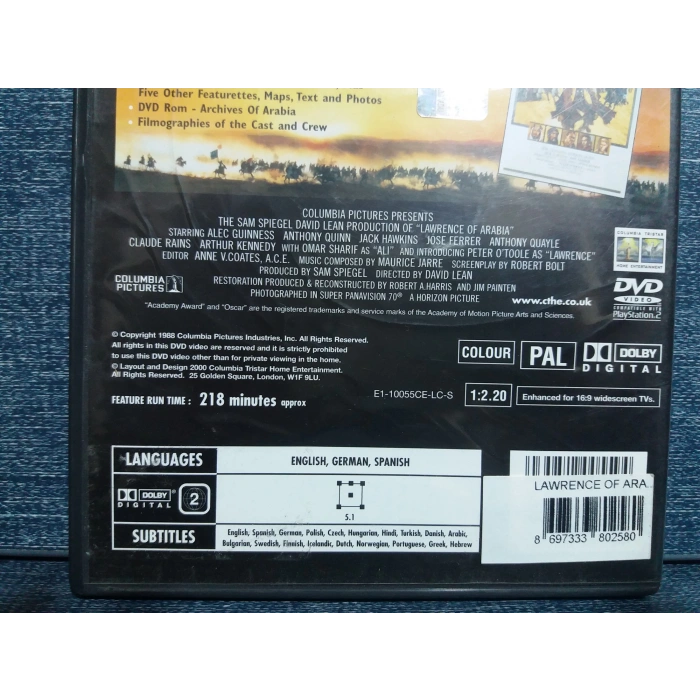 Five Other Featurettes, Maps, Text and Photos
• DVD Rom - Archives Of Arabia
• Filmographies of the Cast and Crew
COLUMBIA PICTURES PRESENTS
THE SAM SPIEGEL DAVID LEAN PRODUCTION OF "LAWRENCE OF ARABIA"
STARRING ALEC GUINNESS ANTHONY QUINN JACK HAWKINS JOSE FERRER ANTHONY QUAYLE
CLAUDE RAINS ARTHUR KENNEDY WITH OMAR SHARIF AS "ALI" AND INTRODUCING PETER O'TOOLE AS "LAWRENCE"
EDITOR ANNE V.COATES, A.C.E. MUSIC COMPOSED BY MAURICE JARRE SCREENPLAY BY ROBERT BOLT
PRODUCED BY SAM SPIEGEL DIRECTED BY DAVID LEAN
RESTORATION PRODUCED & RECONSTRUCTED BY ROBERT A.HARRIS AND JIM PAINTEN
PHOTOGRAPHED IN SUPER PANAVISION 70® A HORIZON PICTURE
COLUMBIA
PICTURES
"Academy Award" and "Oscar" are the registered trademark and service marks of the Academy of Motion Picture Arts and Sciences.
www.cthe.co.uk
COLUMBIA TRISTAR
HOME ENTERTAINMENT
DVD
VIDEO
COMPATIBLE WITH
PlayStation.2
© Copyright 1988 Columbia Pictures Industries, Inc. All Rights Reserved.
All rights in this DVD video are reserved and it is strictly prohibited
to use this DVD video other than for private viewing in the home.
© Layout and Design 2000 Columbia Tristar Home Entertainment.
All Rights Reserved. 25 Golden Square, London, W1F 9LU.
COLOUR
PAL
DOLBY
DIGITAL
FEATURE RUN TIME : 218 minutes approx
E1-10055CE-LC-S
1:2.20
Enhanced for 16:9 widescreen TVs.
LANGUAGES
ENGLISH, GERMAN, SPANISH
DOLBY
DIGITAL
2
5.1
SUBTITLES
English, Spanish, German, Polish, Czech, Hungarian, Hindi, Turkish, Danish, Arabic,
Bulgarian, Swedish, Finnish, Icelandic, Dutch, Norwegian, Portuguese, Greek, Hebrew
LAWRENCE OF ARA
8 697333 802580